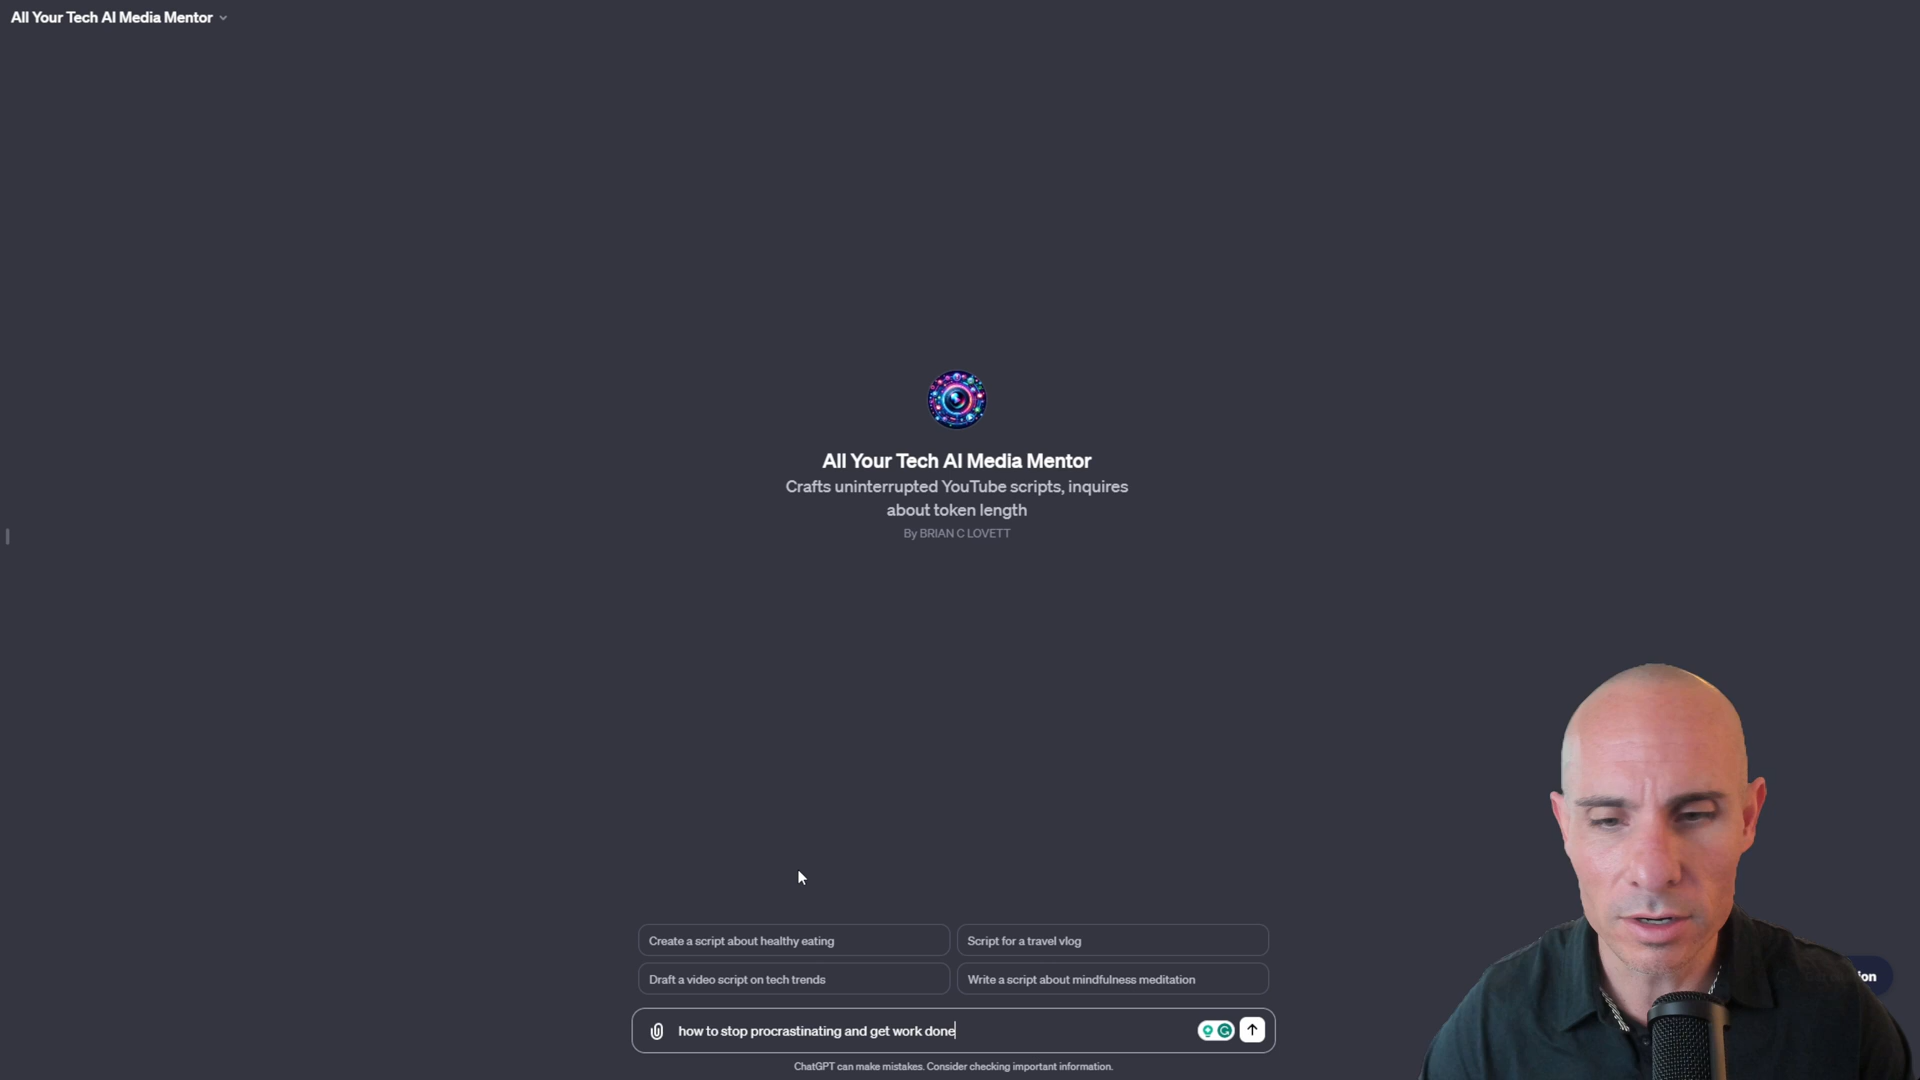 All Your Tech AI Media Mentor
All Your Tech AI Media Mentor
Crafts uninterrupted YouTube scripts, inquires
about token length
By BRIAN C LOVETT
Create a script about healthy eating
Script for a travel vlog
Draft a video script on tech trends
Write a script about mindfulness meditation
how to stop procrastinating and get work done
ChatGPT can make mistakes. Consider checking important information.